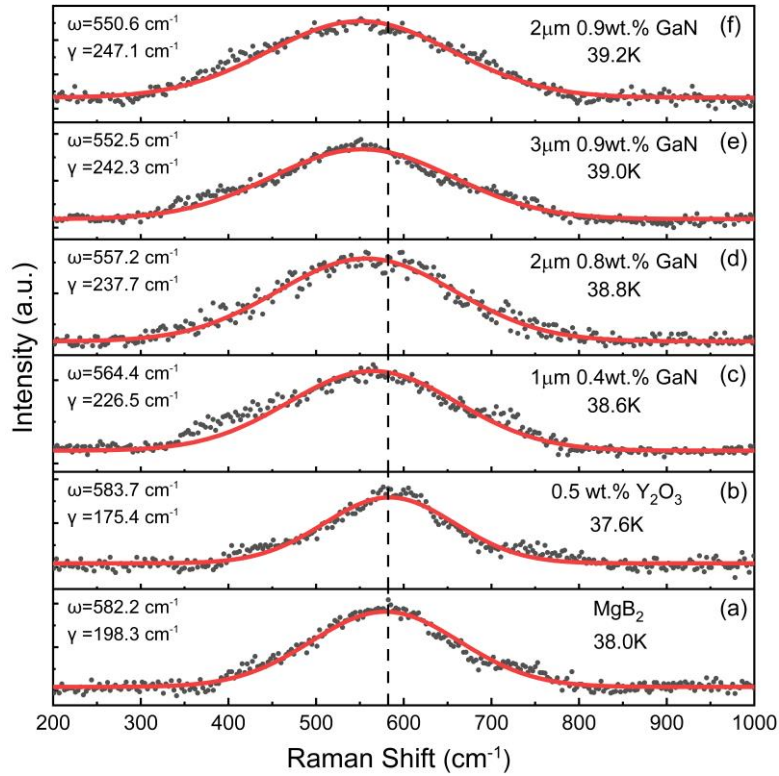 ω=550.6 cm⁻¹
γ =247.1 cm⁻¹
2μm 0.9wt.% GaN
39.2K
(f)
ω=552.5 cm⁻¹
γ =242.3 cm⁻¹
3μm 0.9wt.% GaN
39.0K
(e)
ω=557.2 cm⁻¹
γ =237.7 cm⁻¹
2μm 0.8wt.% GaN
38.8K
(d)
ω=564.4 cm⁻¹
γ =226.5 cm⁻¹
1μm 0.4wt.% GaN
38.6K
(c)
ω=583.7 cm⁻¹
γ =175.4 cm⁻¹
0.5 wt.% Y₂O₃
37.6K
(b)
ω=582.2 cm⁻¹
γ =198.3 cm⁻¹
MgB₂
38.0K
(a)
Intensity (a.u.)
200 300 400 500 600 700 800 900 1000
Raman Shift (cm⁻¹)